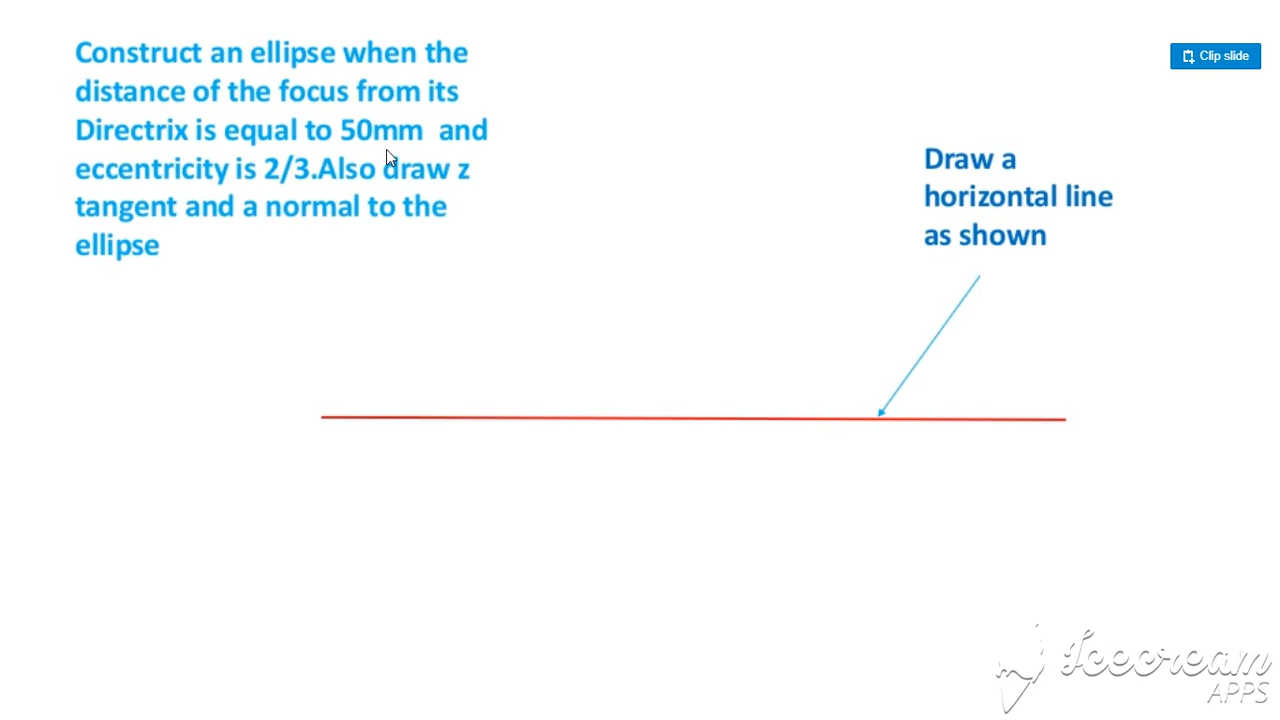 Construct an ellipse when the
distance of the focus from its
Directrix is equal to 50mm and
eccentricity is 2/3.Also draw z
tangent and a normal to the
ellipse
Clip slide
Draw a
horizontal line
as shown
Icecream
APPS